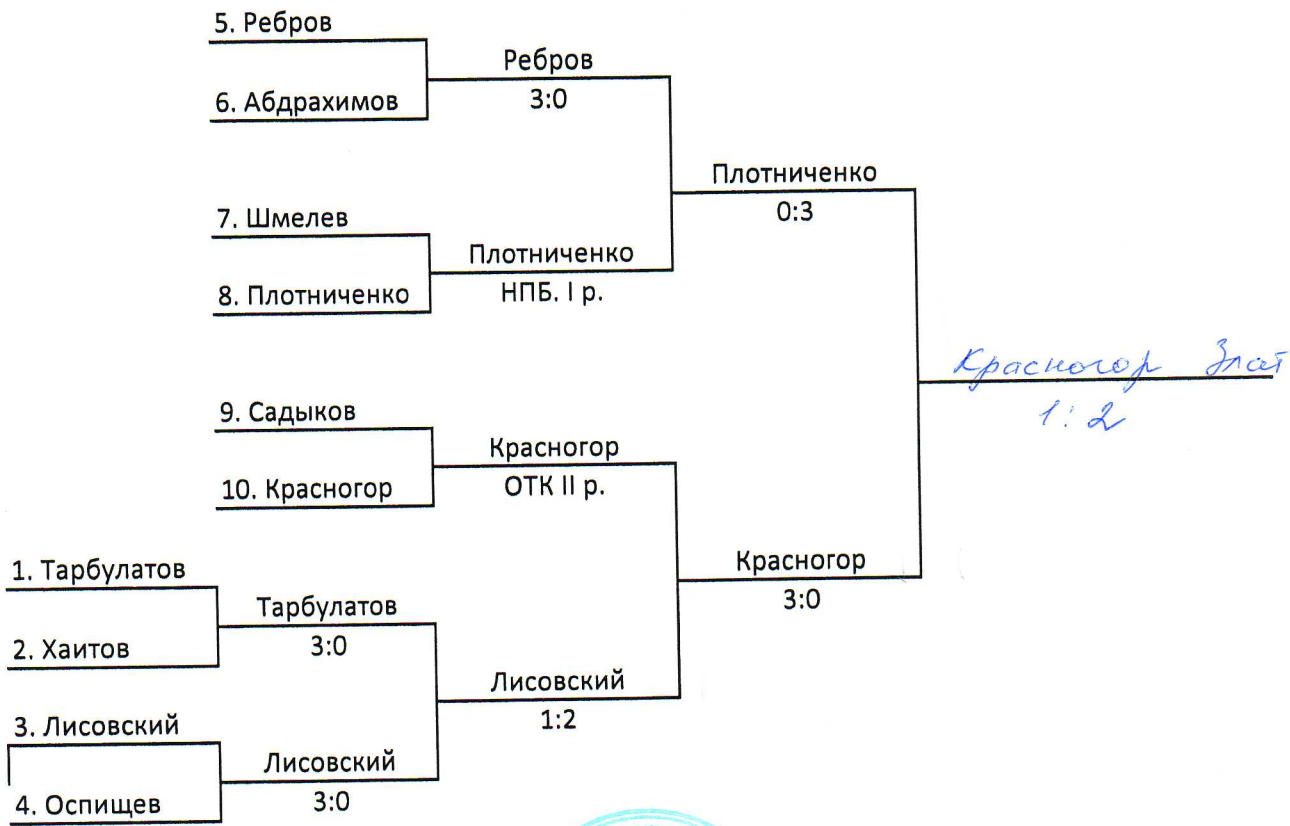 5. Ребров
Ребров
6. Абдрахимов
3:0
Плотниченко
0:3
7. Шмелев
Плотниченко
8. Плотниченко
НПБ. I р.
Красногор Злат
1:2
9. Садыков
Красногор
10. Красногор
ОТК II р.
Красногор
3:0
1. Тарбулатов
Тарбулатов
2. Хаитов
3:0
Лисовский
1:2
3. Лисовский
Лисовский
4. Оспищев
3:0